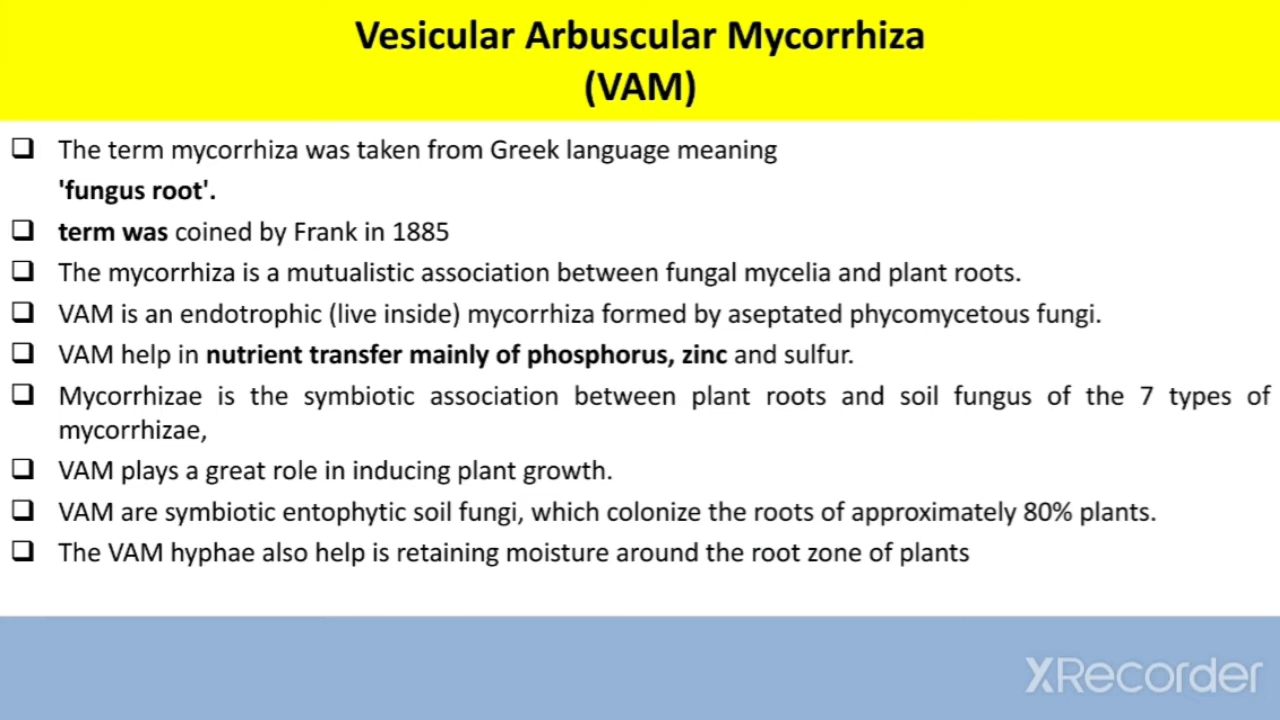 Vesicular Arbuscular Mycorrhiza
(VAM)
The term mycorrhiza was taken from Greek language meaning
'fungus root'.
term was coined by Frank in 1885
The mycorrhiza is a mutualistic association between fungal mycelia and plant roots.
VAM is an endotrophic (live inside) mycorrhiza formed by aseptated phycomycetous fungi.
VAM help in nutrient transfer mainly of phosphorus, zinc and sulfur.
Mycorrhizae is the symbiotic association between plant roots and soil fungus of the 7 types of
mycorrhizae,
VAM plays a great role in inducing plant growth.
VAM are symbiotic entophytic soil fungi, which colonize the roots of approximately 80% plants.
The VAM hyphae also help is retaining moisture around the root zone of plants
XRecorder